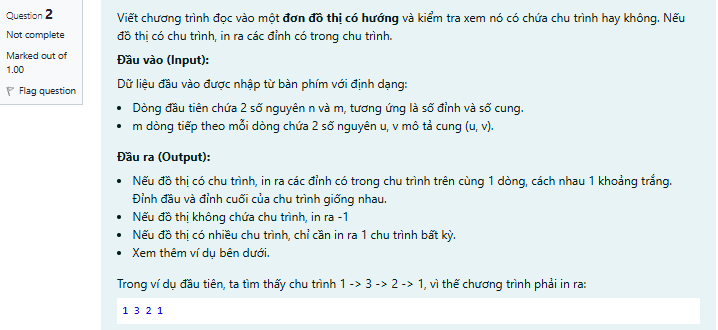 Question 2
Not complete
Marked out of
1.00
Flag question
Viết chương trình đọc vào một đơn đồ thị có hướng và kiểm tra xem nó có chứa chu trình hay không. Nếu
đồ thị có chu trình, in ra các đỉnh có trong chu trình.
Đầu vào (Input):
Dữ liệu đầu vào được nhập từ bàn phím với định dạng:
• Dòng đầu tiên chứa 2 số nguyên n và m, tương ứng là số đỉnh và số cung.
• m dòng tiếp theo mỗi dòng chứa 2 số nguyên u, v mô tả cung (u, v).
Đầu ra (Output):
• Nếu đồ thị có chu trình, in ra các đỉnh có trong chu trình trên cùng 1 dòng, cách nhau 1 khoảng trắng.
Đỉnh đầu và đỉnh cuối của chu trình giống nhau.
• Nếu đồ thị không chứa chu trình, in ra -1
• Nếu đồ thị có nhiều chu trình, chỉ cần in ra 1 chu trình bất kỳ.
• Xem thêm ví dụ bên dưới.
Trong ví dụ đầu tiên, ta tìm thấy chu trình 1 -> 3 -> 2 -> 1, vì thế chương trình phải in ra:
1 3 2 1